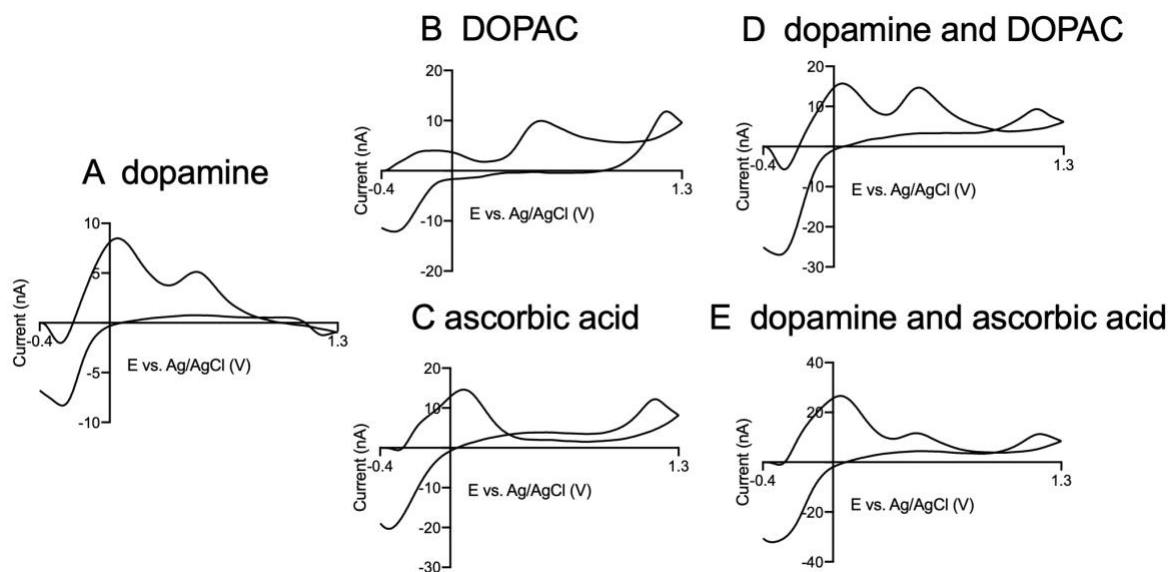 A dopamine
10
5
-5
-10
-0.4
1.3
Current (nA)
E vs. Ag/AgCl (V)
B DOPAC
20
10
-10
-20
-0.4
1.3
Current (nA)
E vs. Ag/AgCl (V)
C ascorbic acid
20
10
-10
-20
-30
-0.4
1.3
Current (nA)
E vs. Ag/AgCl (V)
D dopamine and DOPAC
20
10
-10
-20
-30
-0.4
1.3
Current (nA)
E vs. Ag/AgCl (V)
E dopamine and ascorbic acid
40
20
-20
-40
-0.4
1.3
Current (nA)
E vs. Ag/AgCl (V)